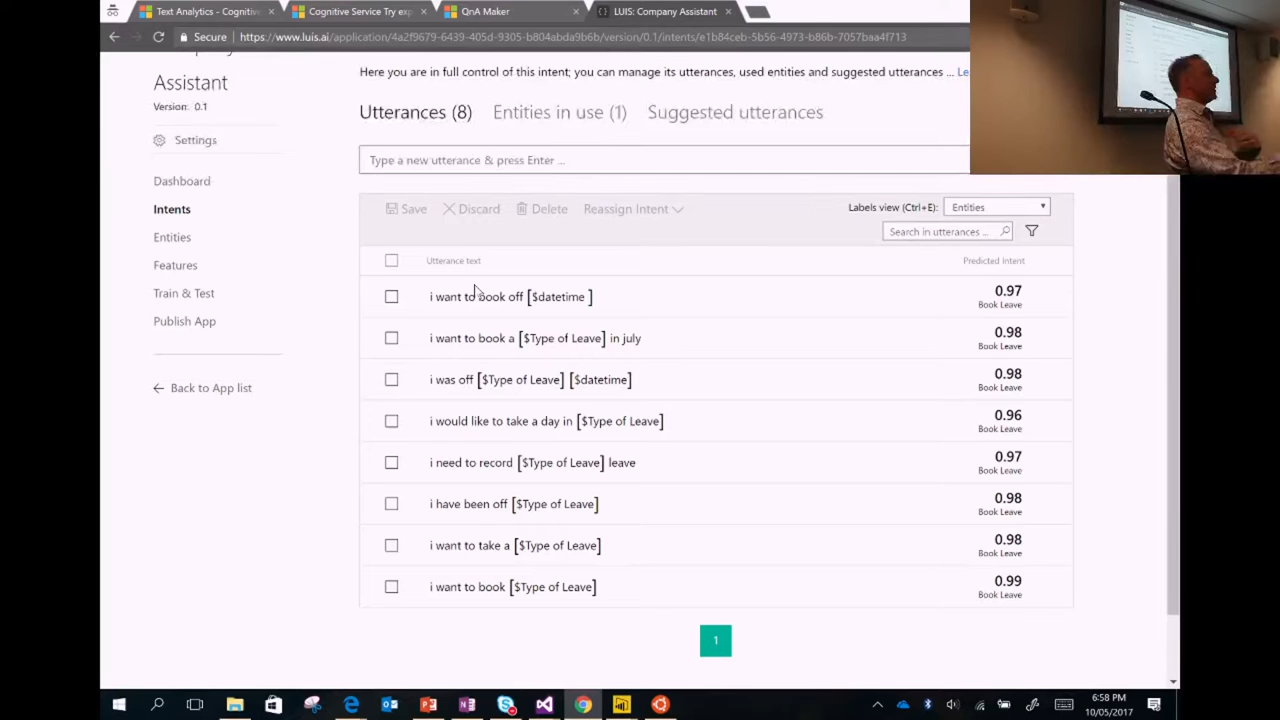 Text Analytics - Cognitive
Cognitive Service Try exp
QnA Maker
LUIS: Company Assistant
Secure
https://www.luis.ai/application/4a2f9679-6439-405d-9305-b804abda9b6b/version/0.1/intents/e1b84ceb-5b56-4973-b86b-7057baa4f713
Assistant
Version: 0.1
Settings
Dashboard
Intents
Entities
Features
Train & Test
Publish App
Back to App list
Here you are in full control of this intent; you can manage its utterances, used entities and suggested utterances ... Le
Utterances (8) Entities in use (1) Suggested utterances
Type a new utterance & press Enter ...
Save Discard Delete Reassign Intent
Labels view (Ctrl+E): Entities
Search in utterances ...
Utterance text Predicted Intent
i want to book off [$datetime ] 0.97
Book Leave
i want to book a [$Type of Leave] in july 0.98
Book Leave
i was off [$Type of Leave] [$datetime] 0.98
Book Leave
i would like to take a day in [$Type of Leave] 0.96
Book Leave
i need to record [$Type of Leave] leave 0.97
Book Leave
i have been off [$Type of Leave] 0.98
Book Leave
i want to take a [$Type of Leave] 0.98
Book Leave
i want to book [$Type of Leave] 0.99
Book Leave
1
6:58 PM
10/05/2017